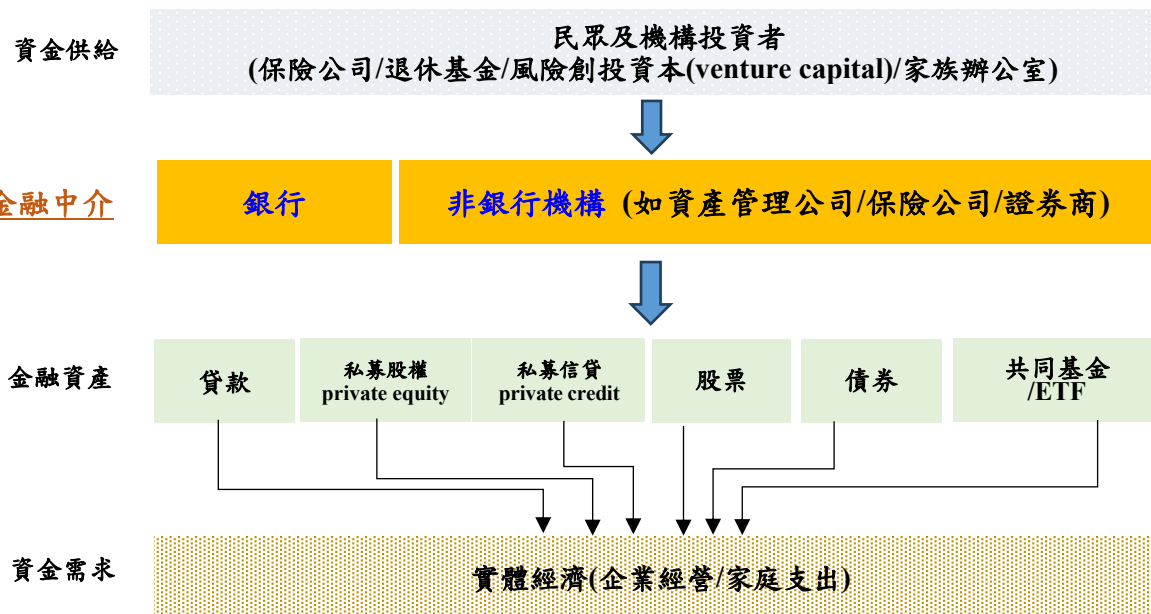 資金供給
民眾及機構投資者
(保險公司/退休基金/風險創投資本(venture capital)/家族辦公室)
金融中介
銀行
非銀行機構 (如資產管理公司/保險公司/證券商)
金融資產
貸款
私募股權
private equity
私募信貸
private credit
股票
債券
共同基金
/ETF
資金需求
實體經濟(企業經營/家庭支出)